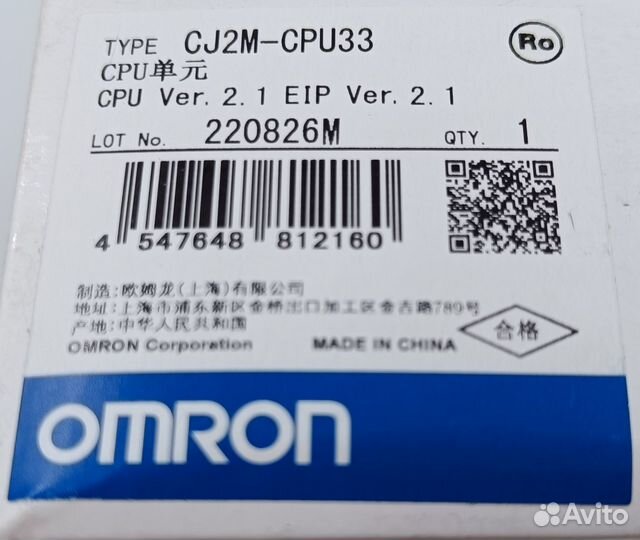 TYPE CJ2M-CPU33 Ro
CPU单元
CPU Ver. 2.1 EIP Ver. 2.1
LOT No. 220826M QTY. 1
4 547648 812160
制造: 欧姆龙(上海)有限公司
地址: 上海市浦东新区金桥出口加工区金吉路789号
产地: 中华人民共和国
合格
OMRON Corporation MADE IN CHINA
OMRON
Avito